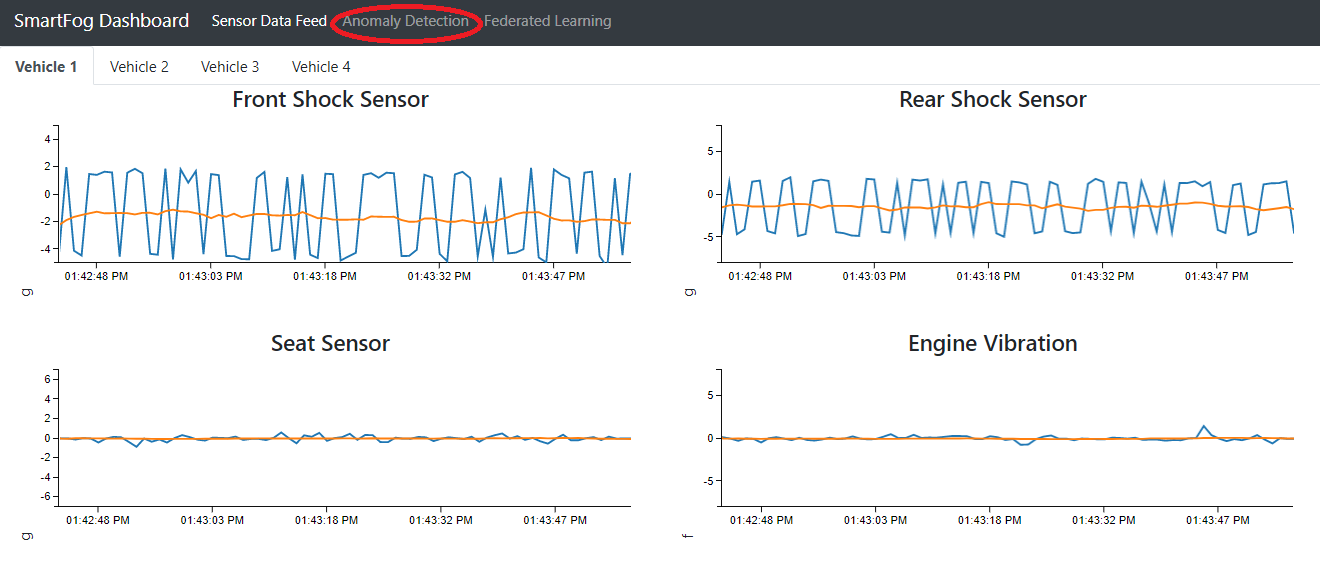 SmartFog Dashboard Sensor Data Feed Anomaly Detection Federated Learning
Vehicle 1 Vehicle 2 Vehicle 3 Vehicle 4
Front Shock Sensor
4
2
0
-2
-4
01:42:48 PM 01:43:03 PM 01:43:18 PM 01:43:32 PM 01:43:47 PM
g
Rear Shock Sensor
5
0
-5
01:42:48 PM 01:43:03 PM 01:43:18 PM 01:43:32 PM 01:43:47 PM
g
Seat Sensor
6
4
2
0
-2
-4
-6
01:42:48 PM 01:43:03 PM 01:43:18 PM 01:43:32 PM 01:43:47 PM
g
Engine Vibration
5
0
-5
01:42:48 PM 01:43:03 PM 01:43:18 PM 01:43:32 PM 01:43:47 PM
f